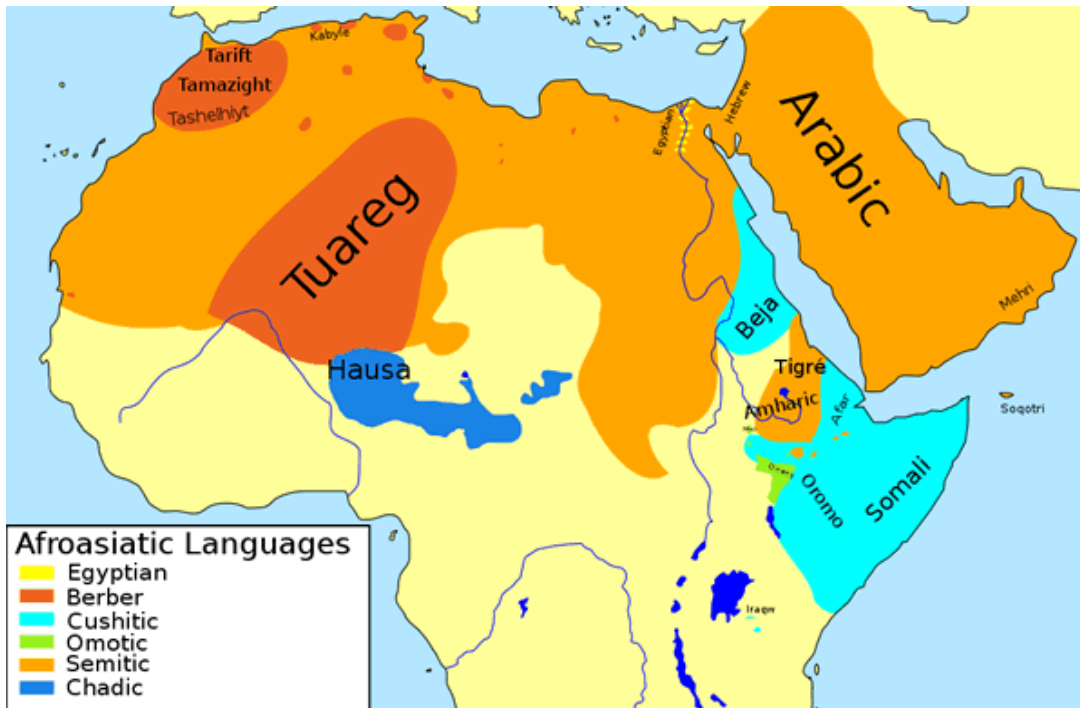 Kabyle
Tarift
Tamazight
Tashelhiyt
Tuareg
Egyptian
Hebrew
Arabic
Mehri
Soqotri
Beja
Hausa
Tigré
Amharic
Afar
Oromo
Somali
Iraqw
Afroasiatic Languages
Egyptian
Berber
Cushitic
Omotic
Semitic
Chadic